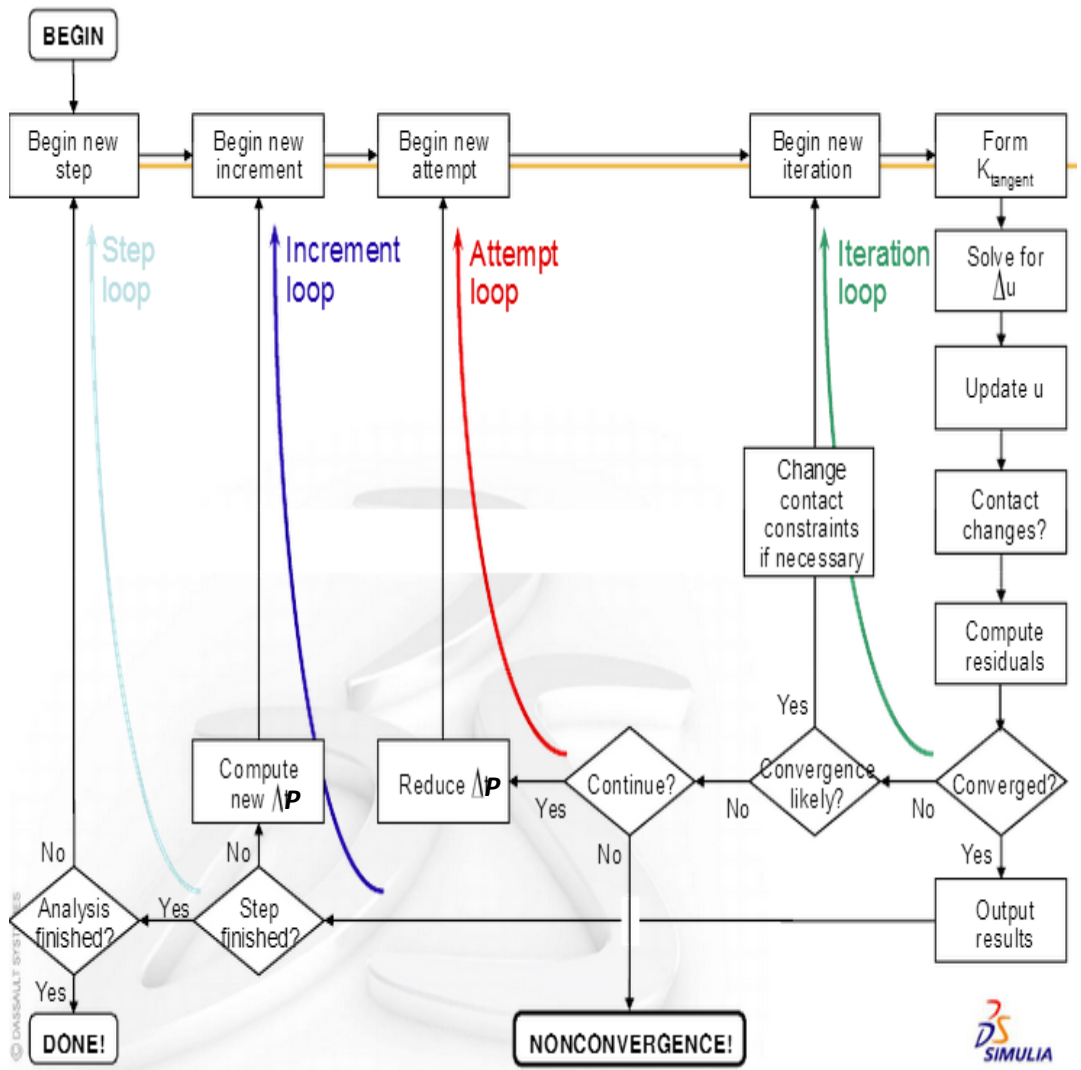 BEGIN
Begin new
step
Begin new
increment
Begin new
attempt
Begin new
iteration
Form
Ktangent
Step
loop
Increment
loop
Attempt
loop
Iteration
loop
Solve for
Δu
Update u
Change
contact
constraints
if necessary
Contact
changes?
Compute
residuals
Yes
Compute
new ΔP
Reduce ΔP
Yes
Continue?
No
Convergence
likely?
No
Converged?
No
No
No
Yes
Analysis
finished?
Yes
Step
finished?
Output
results
Yes
DONE!
NONCONVERGENCE!
© DASSAULT SYSTEMES
SIMULIA